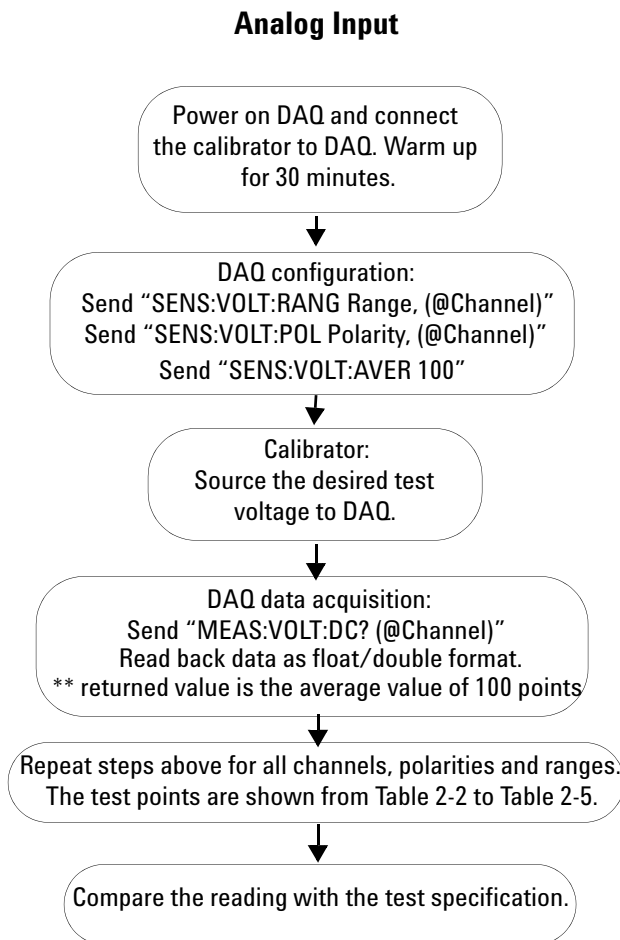 Analog Input
Power on DAQ and connect
the calibrator to DAQ. Warm up
for 30 minutes.
DAQ configuration:
Send “SENS:VOLT:RANG Range, (@Channel)”
Send “SENS:VOLT:POL Polarity, (@Channel)”
Send “SENS:VOLT:AVER 100”
Calibrator:
Source the desired test
voltage to DAQ.
DAQ data acquisition:
Send “MEAS:VOLT:DC? (@Channel)”
Read back data as float/double format.
** returned value is the average value of 100 points
Repeat steps above for all channels, polarities and ranges.
The test points are shown from Table 2-2 to Table 2-5.
Compare the reading with the test specification.